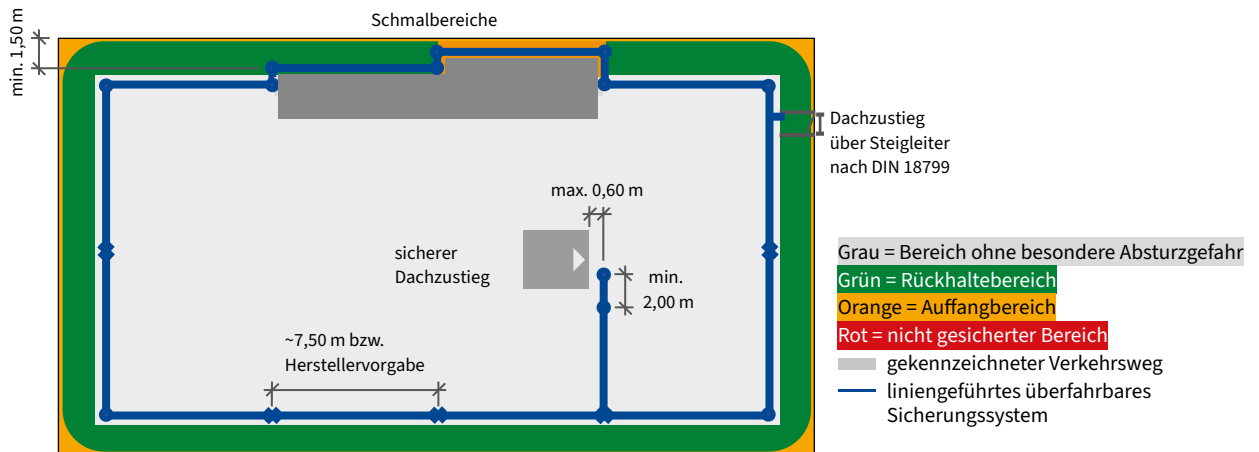 Schmalbereiche
min. 1,50 m
Dachzustieg
über Steigleiter
nach DIN 18799
max. 0,60 m
sicherer
Dachzustieg
min.
2,00 m
~7,50 m bzw.
Herstellervorgabe
Grau = Bereich ohne besondere Absturzgefahr
Grün = Rückhaltebereich
Orange = Auffangbereich
Rot = nicht gesicherter Bereich
gekennzeichneter Verkehrsweg
liniengeführtes überfahrbares
Sicherungssystem